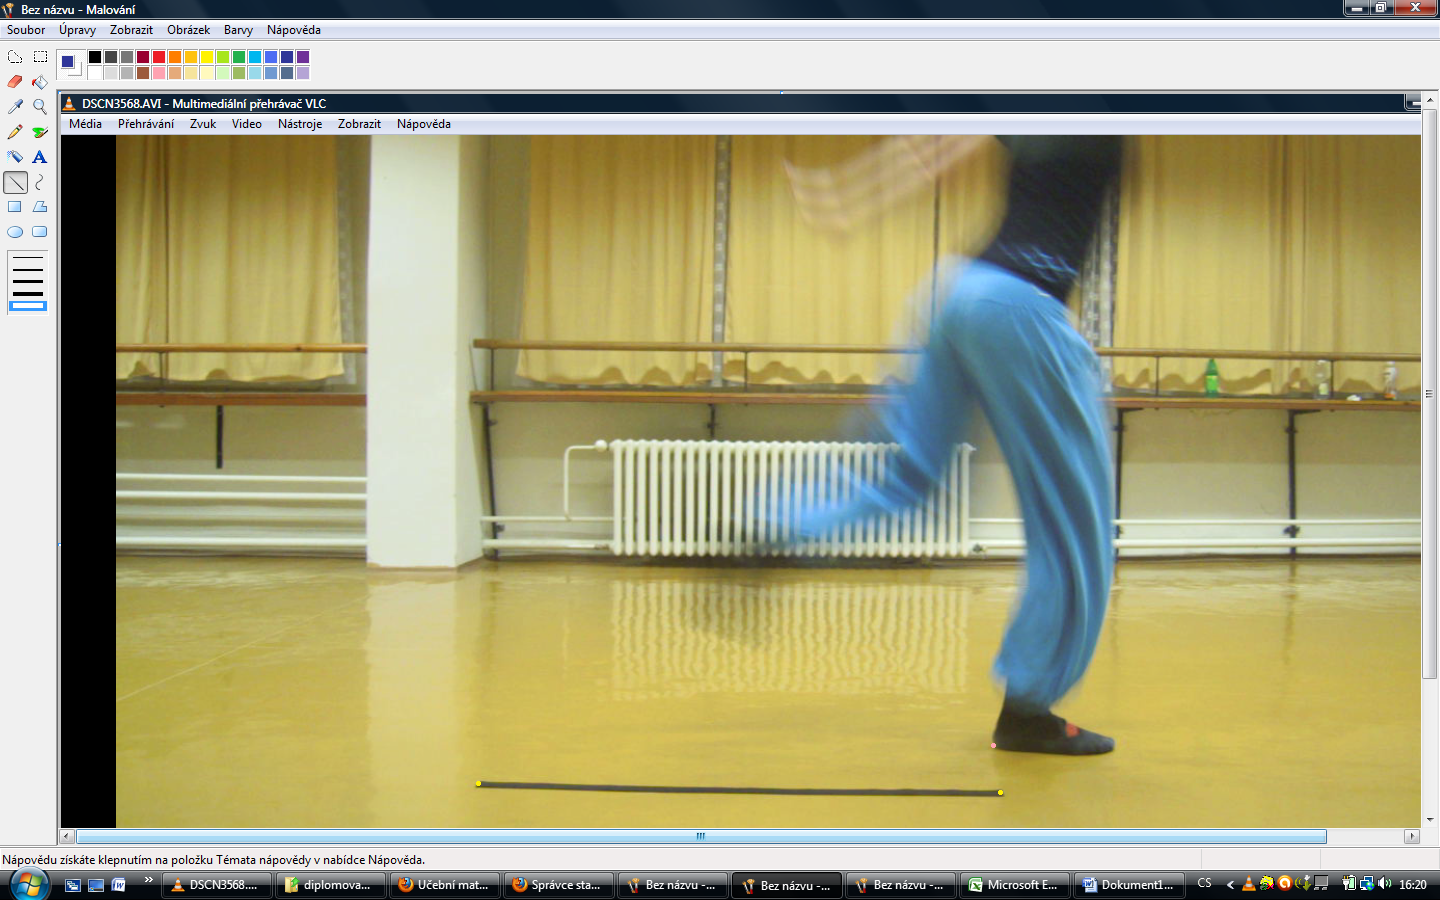 Bez názvu - Malování
Soubor Úpravy Zobrazit Obrázek Barvy Nápověda
DSCN3568.AVI - Multimediální přehrávač VLC
Média Přehrávání Zvuk Video Nástroje Zobrazit Nápověda
Nápovědu získáte klepnutím na položku Témata nápovědy v nabídce Nápověda.
DSCN3568.... diplomova... Učební mat... Správce sta... Bez názvu -... Bez názvu -... Bez názvu -... Microsoft E... Dokument1... CS 16:20